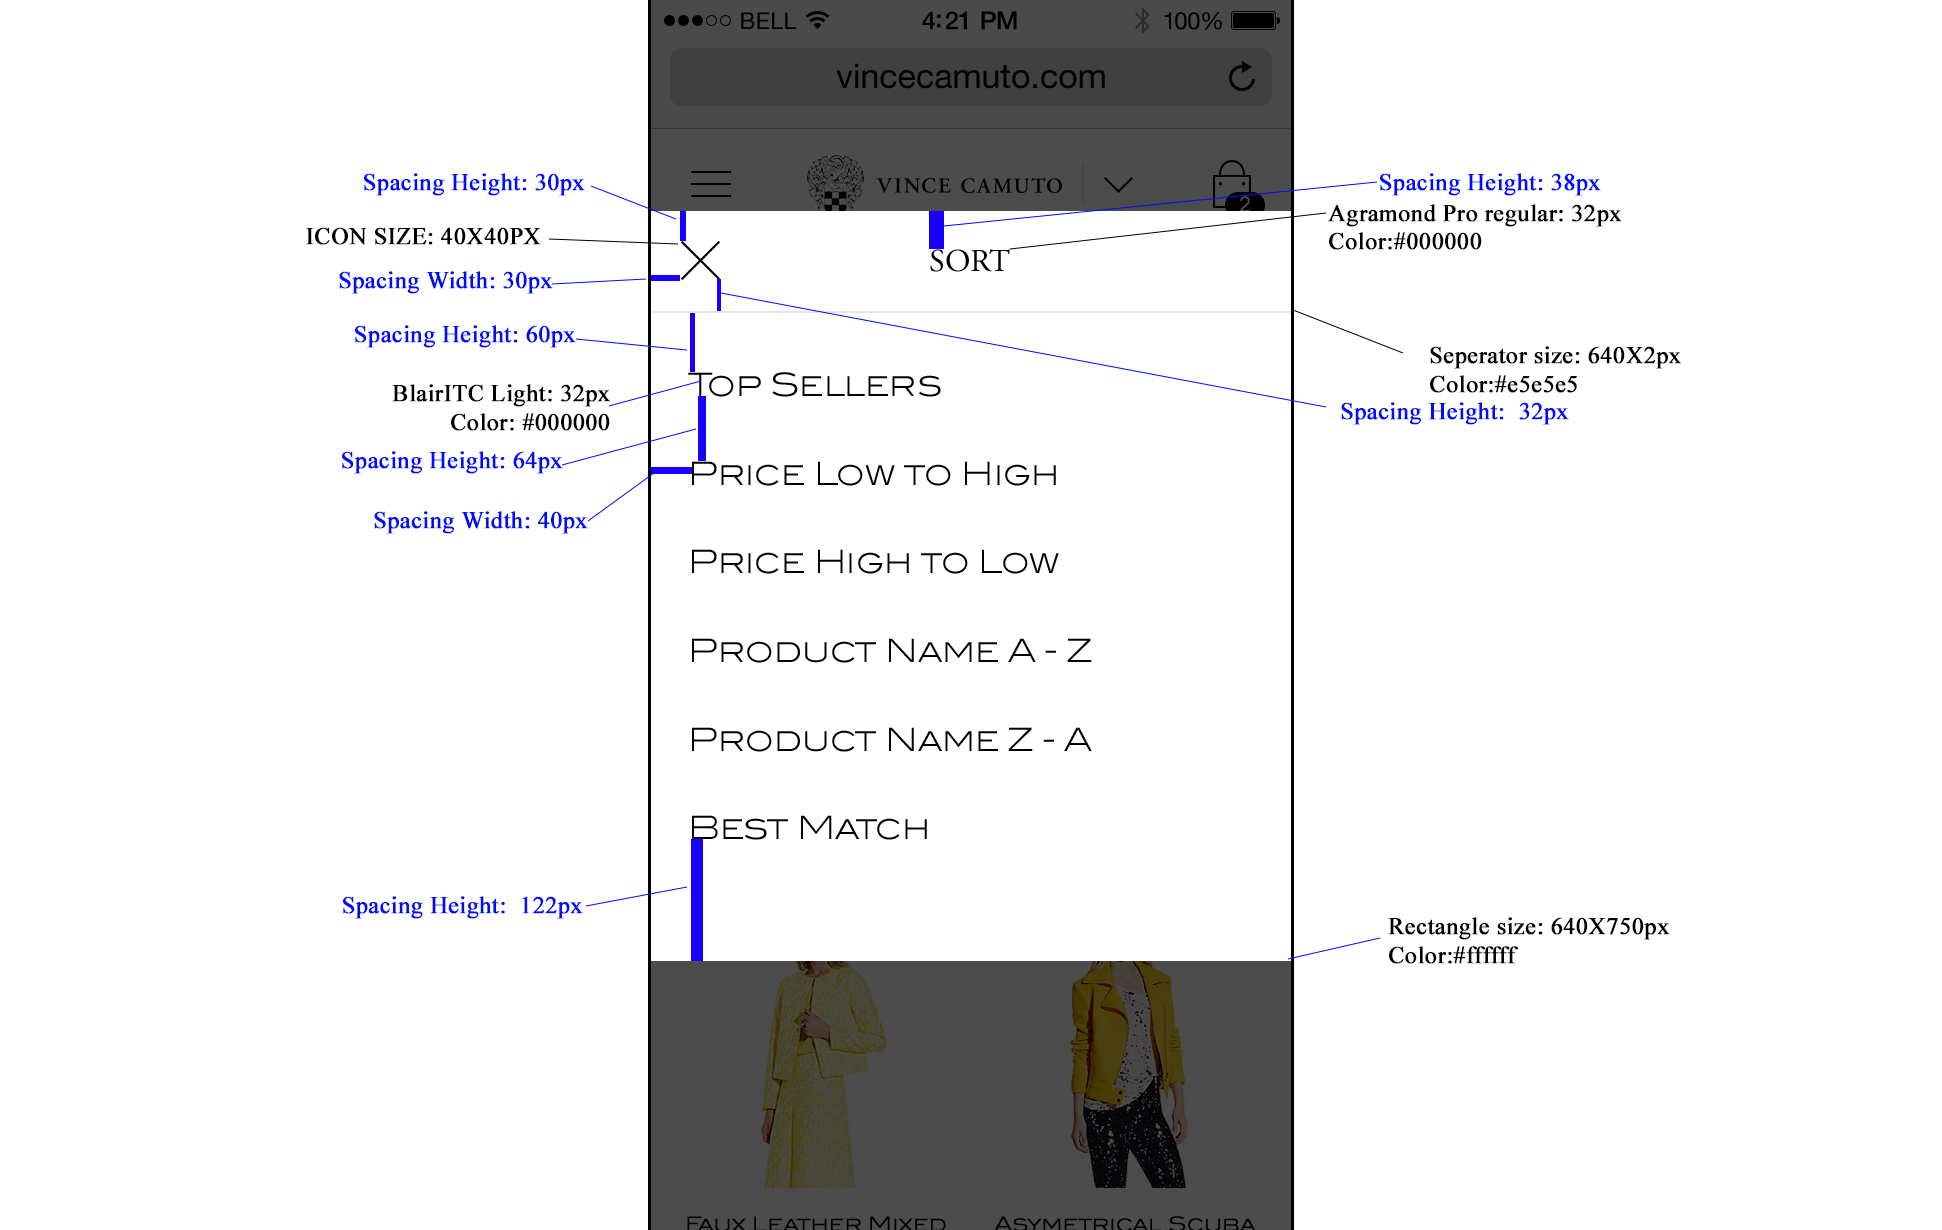 BELL 4:21 PM 100%
vincecamuto.com
VINCE CAMUTO
2
Spacing Height: 30px
Spacing Height: 38px
Agramond Pro regular: 32px
Color:#000000
ICON SIZE: 40X40PX
SORT
Spacing Width: 30px
Spacing Height: 60px
Seperator size: 640X2px
Color:#e5e5e5
Spacing Height:  32px
TOP SELLERS
BlairITC Light: 32px
Color: #000000
Spacing Height: 64px
PRICE LOW TO HIGH
Spacing Width: 40px
PRICE HIGH TO LOW
PRODUCT NAME A - Z
PRODUCT NAME Z - A
BEST MATCH
Spacing Height:  122px
Rectangle size: 640X750px
Color:#ffffff
FAUX LEATHER MIXED
ASYMETRICAL SCUBA